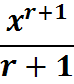 x^{r+1}
r + 1